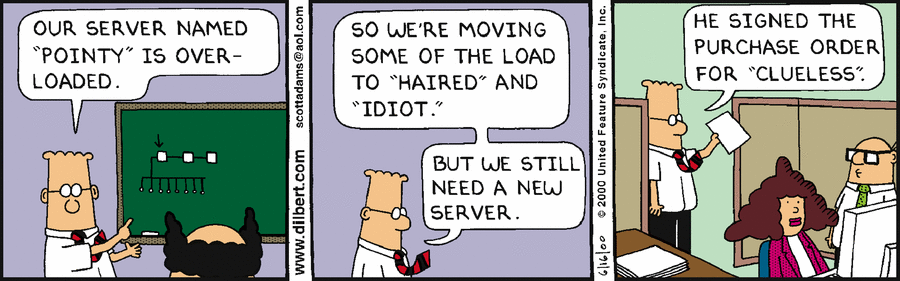 OUR SERVER NAMED
"POINTY" IS OVER-
LOADED.
www.dilbert.com
scottadams@aol.com
SO WE'RE MOVING
SOME OF THE LOAD
TO "HAIRED" AND
"IDIOT."
BUT WE STILL
NEED A NEW
SERVER.
6/16/00
© 2000 United Feature Syndicate, Inc.
HE SIGNED THE
PURCHASE ORDER
FOR "CLUELESS".